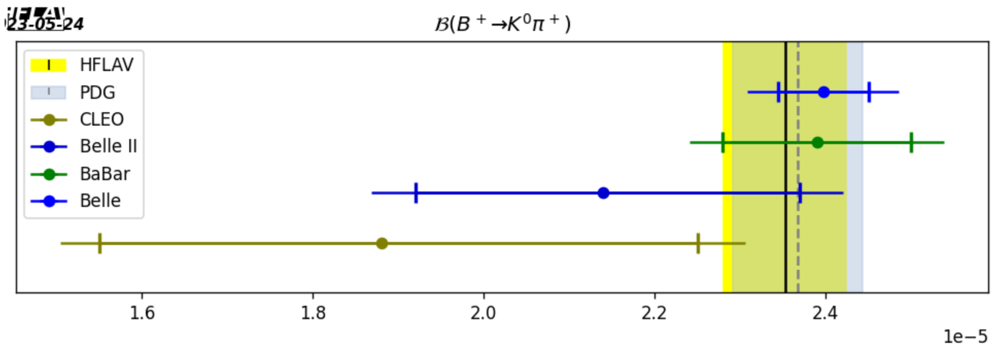 23-05-24
ℬ(B⁺→K⁰π⁺)
HFLAV
PDG
CLEO
Belle II
BaBar
Belle
1.6 1.8 2.0 2.2 2.4
1e−5